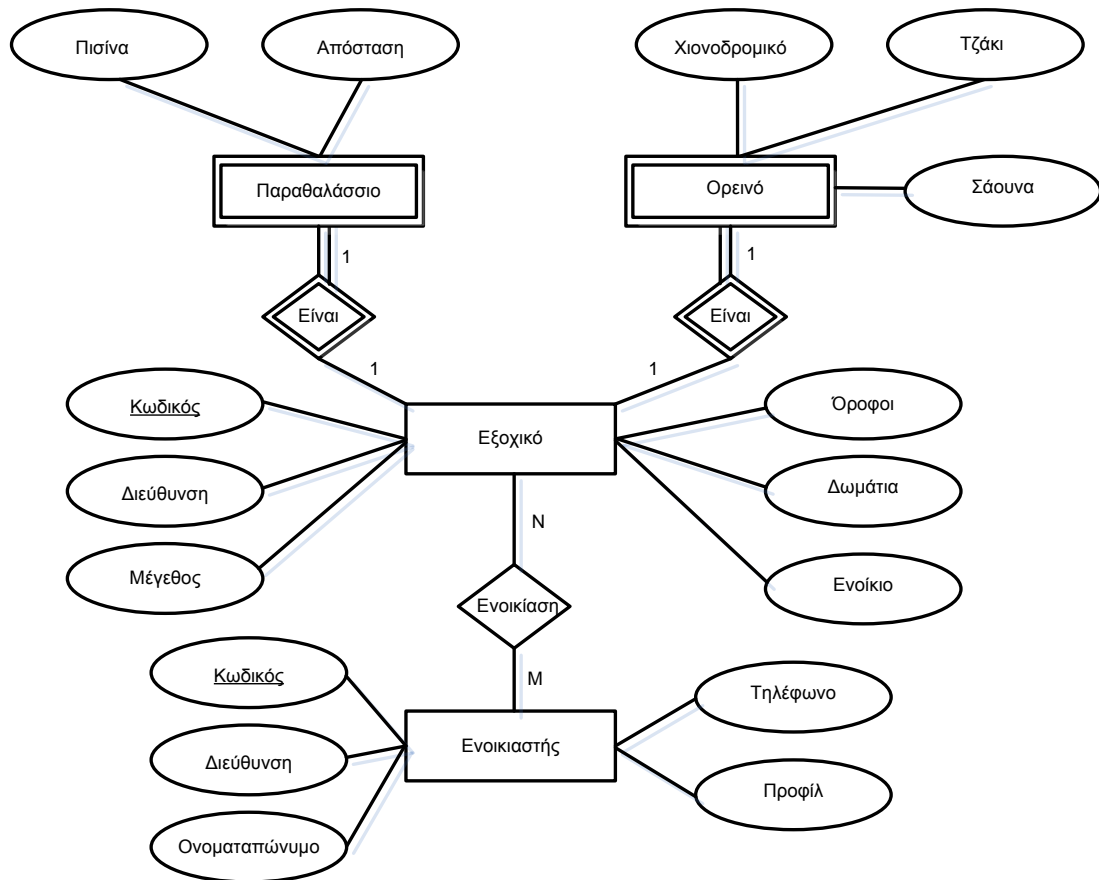 Πισίνα
Απόσταση
Χιονοδρομικό
Τζάκι
Παραθαλάσσιο
Ορεινό
Σάουνα
1
1
Είναι
Είναι
1
1
Κωδικός
Εξοχικό
Όροφοι
Διεύθυνση
Δωμάτια
Μέγεθος
Ενοίκιο
N
Ενοικίαση
M
Κωδικός
Τηλέφωνο
Διεύθυνση
Ενοικιαστής
Προφίλ
Ονοματαπώνυμο